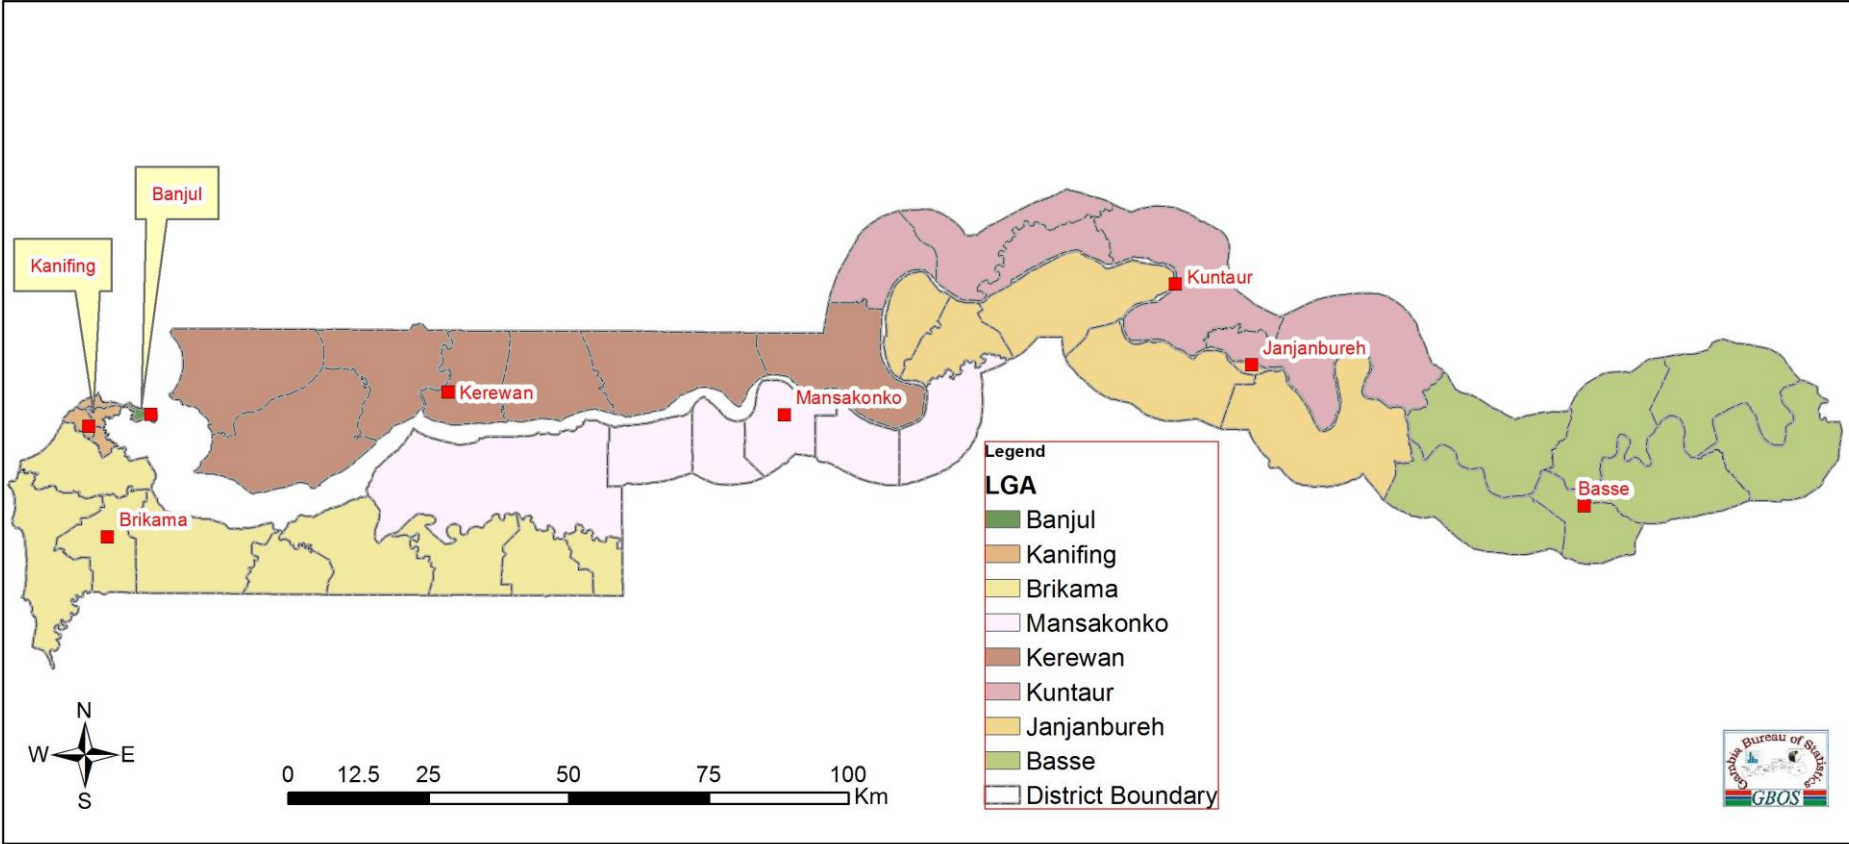 Banjul
Kanifing
Kuntaur
Janjanbureh
Kerewan
Mansakonko
Basse
Brikama
Legend
LGA
Banjul
Kanifing
Brikama
Mansakonko
Kerewan
Kuntaur
Janjanbureh
Basse
District Boundary
N
W E
S
0 12.5 25 50 75 100
Km
Gambia Bureau of Statistics
GBOS